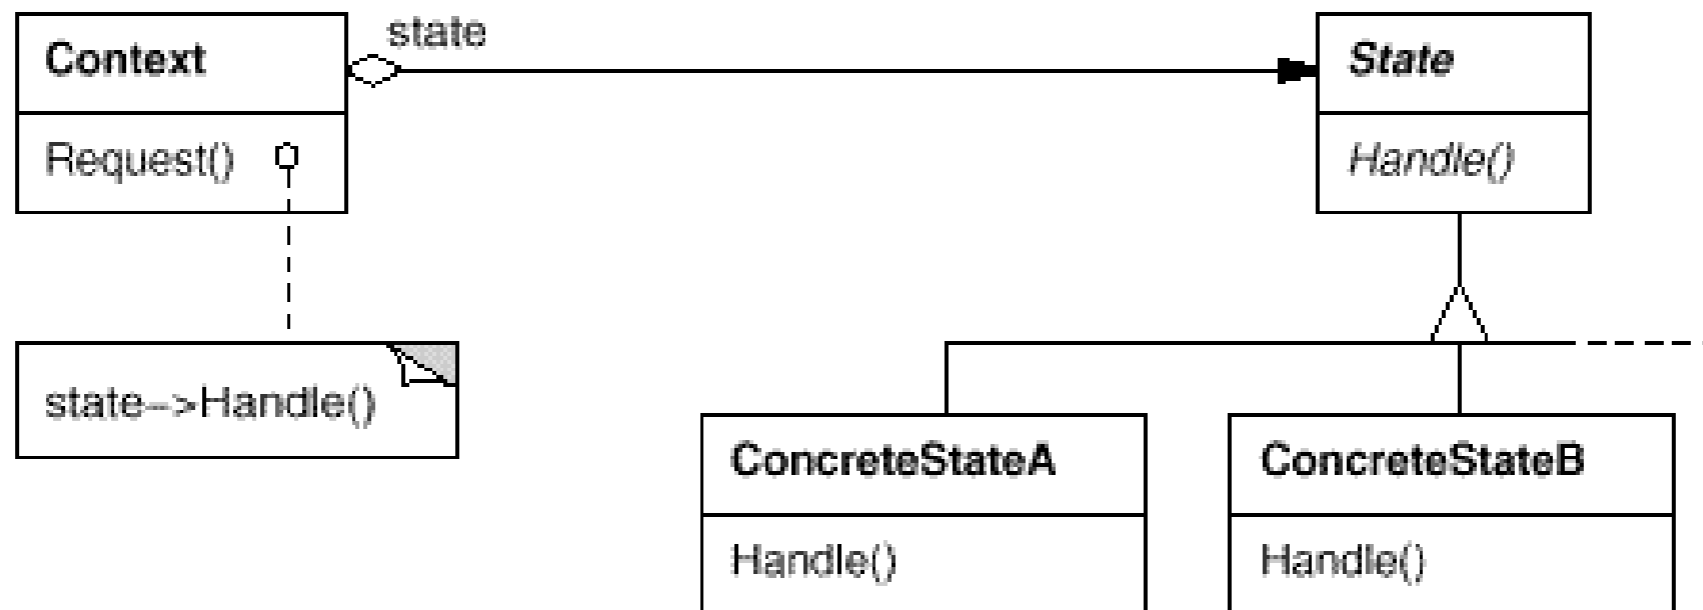 Context
state
State
Request()
Handle()
state–>Handle()
ConcreteStateA
ConcreteStateB
Handle()
Handle()